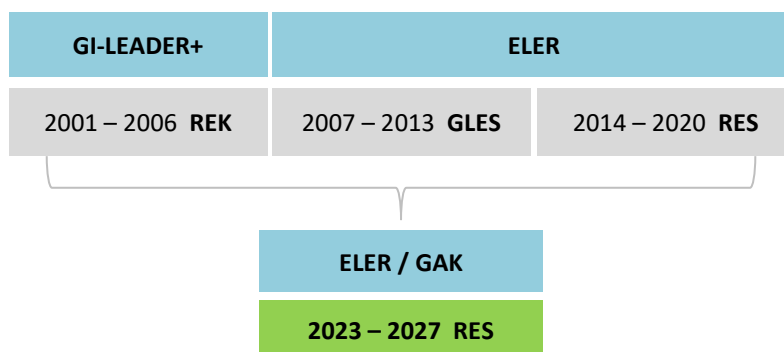 GI-LEADER+ ELER
2001 – 2006 REK 2007 – 2013 GLES 2014 – 2020 RES
ELER / GAK
2023 – 2027 RES